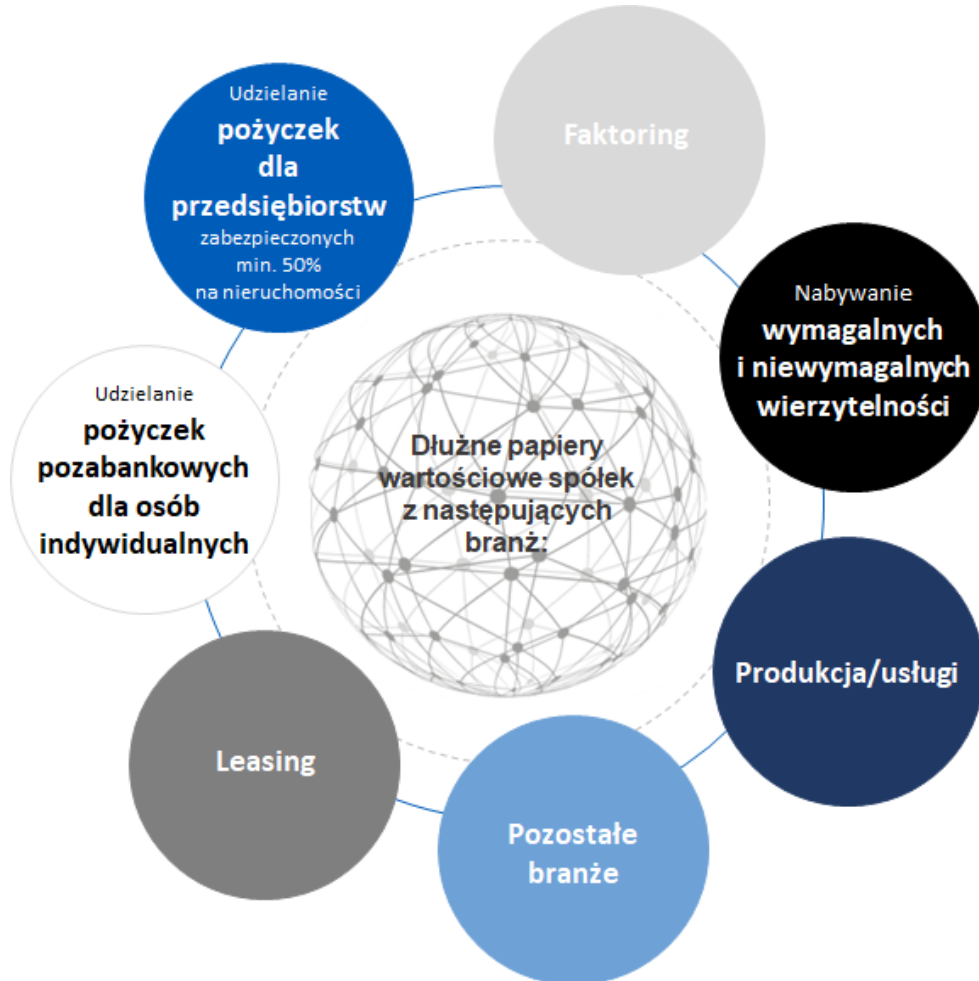 Udzielanie
pożyczek
dla
przedsiębiorstw
zabezpieczonych
min. 50%
na nieruchomości
Faktoring
Nabywanie
wymagalnych
i niewymagalnych
wierzytelności
Udzielanie
pożyczek
pozabankowych
dla osób
indywidualnych
Dłużne papiery
wartościowe spółek
z następujących
branż:
Produkcja/usługi
Leasing
Pozostałe
branże